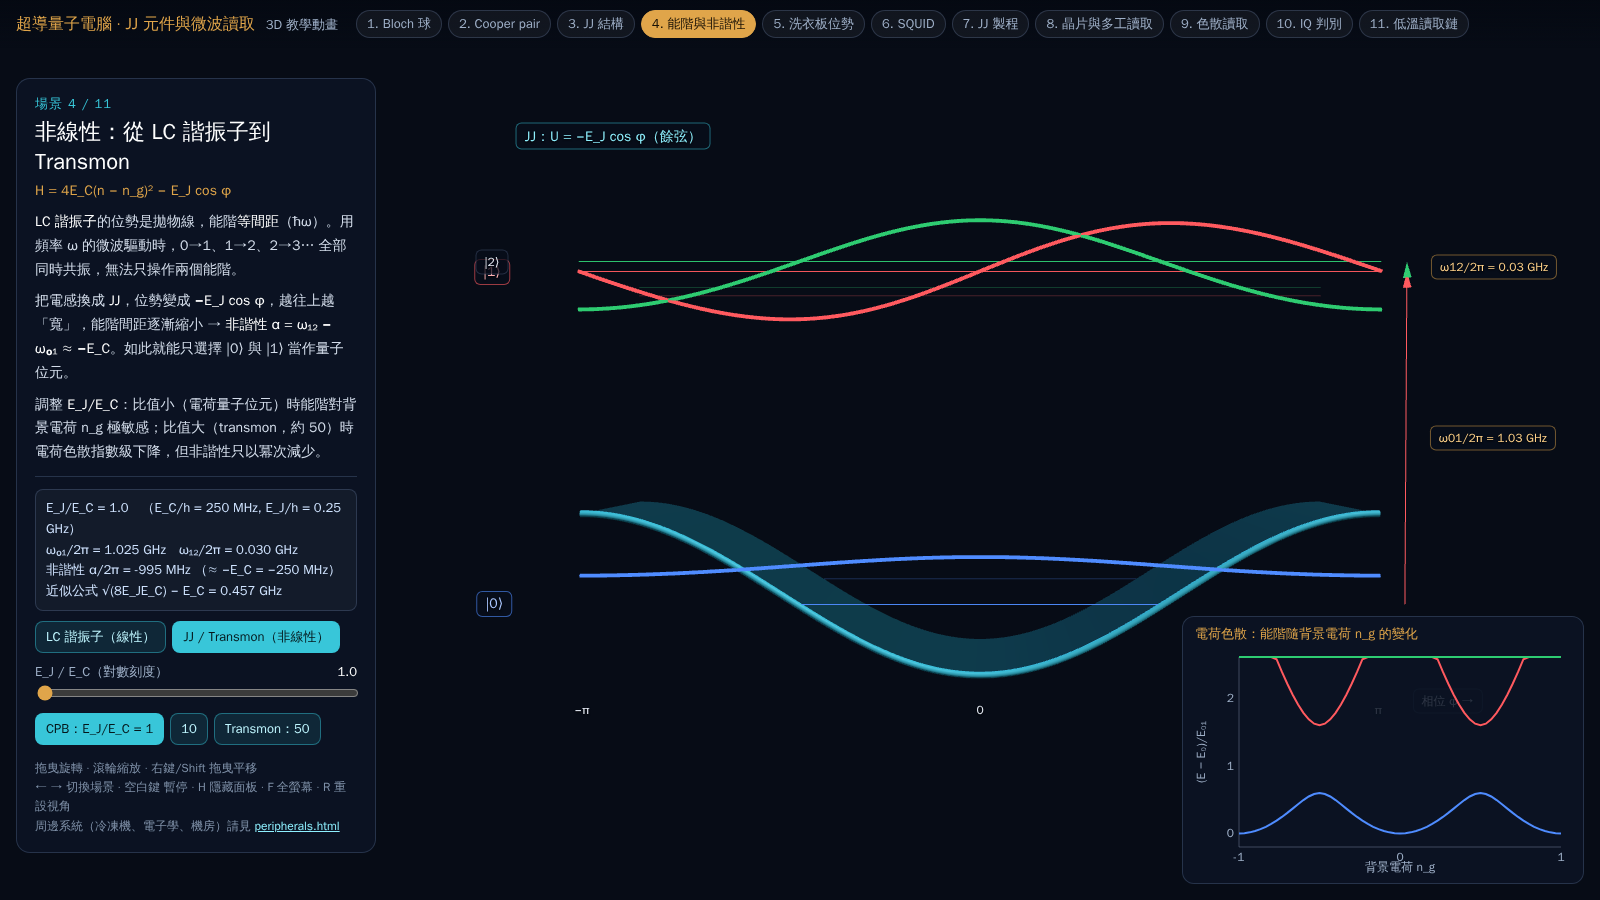 超導量子電腦 · JJ 元件與微波讀取 3D 教學動畫
1. Bloch 球
2. Cooper pair
3. JJ 結構
4. 能階與非諧性
5. 洗衣板位勢
6. SQUID
7. JJ 製程
8. 晶片與多工讀取
9. 色散讀取
10. IQ 判別
11. 低溫讀取鏈
場景 4 / 11
非線性：從 LC 諧振子到
Transmon
H = 4E_C(n − n_g)² − E_J cos φ
LC 諧振子的位勢是拋物線，能階等間距（ħω）。用
頻率 ω 的微波驅動時，0→1、1→2、2→3⋯ 全部
同時共振，無法只操作兩個能階。
把電感換成 JJ，位勢變成 −E_J cos φ，越往上越
「寬」，能階間距逐漸縮小 → 非諧性 α = ω₁₂ −
ω₀₁ ≈ −E_C。如此就能只選擇 |0⟩ 與 |1⟩ 當作量子
位元。
調整 E_J/E_C：比值小（電荷量子位元）時能階對背
景電荷 n_g 極敏感；比值大（transmon，約 50）時
電荷色散指數級下降，但非諧性只以冪次減少。
E_J/E_C = 1.0 （E_C/h = 250 MHz, E_J/h = 0.25
GHz）
ω₀₁/2π = 1.025 GHz ω₁₂/2π = 0.030 GHz
非諧性 α/2π = -995 MHz （≈ −E_C = −250 MHz）
近似公式 √(8E_JE_C) − E_C = 0.457 GHz
LC 諧振子（線性）
JJ / Transmon（非線性）
E_J / E_C（對數刻度） 1.0
CPB：E_J/E_C = 1
10
Transmon：50
拖曳旋轉 · 滾輪縮放 · 右鍵/Shift 拖曳平移
← → 切換場景 · 空白鍵 暫停 · H 隱藏面板 · F 全螢幕 · R 重
設視角
周邊系統（冷凍機、電子學、機房）請見 peripherals.html
JJ：U = −E_J cos φ（餘弦）
|2⟩
|1⟩
|0⟩
ω12/2π = 0.03 GHz
ω01/2π = 1.03 GHz
−π
0
π
相位 φ →
電荷色散：能階隨背景電荷 n_g 的變化
(E − E₀)/E₀₁
2
1
0
-1
0
1
背景電荷 n_g